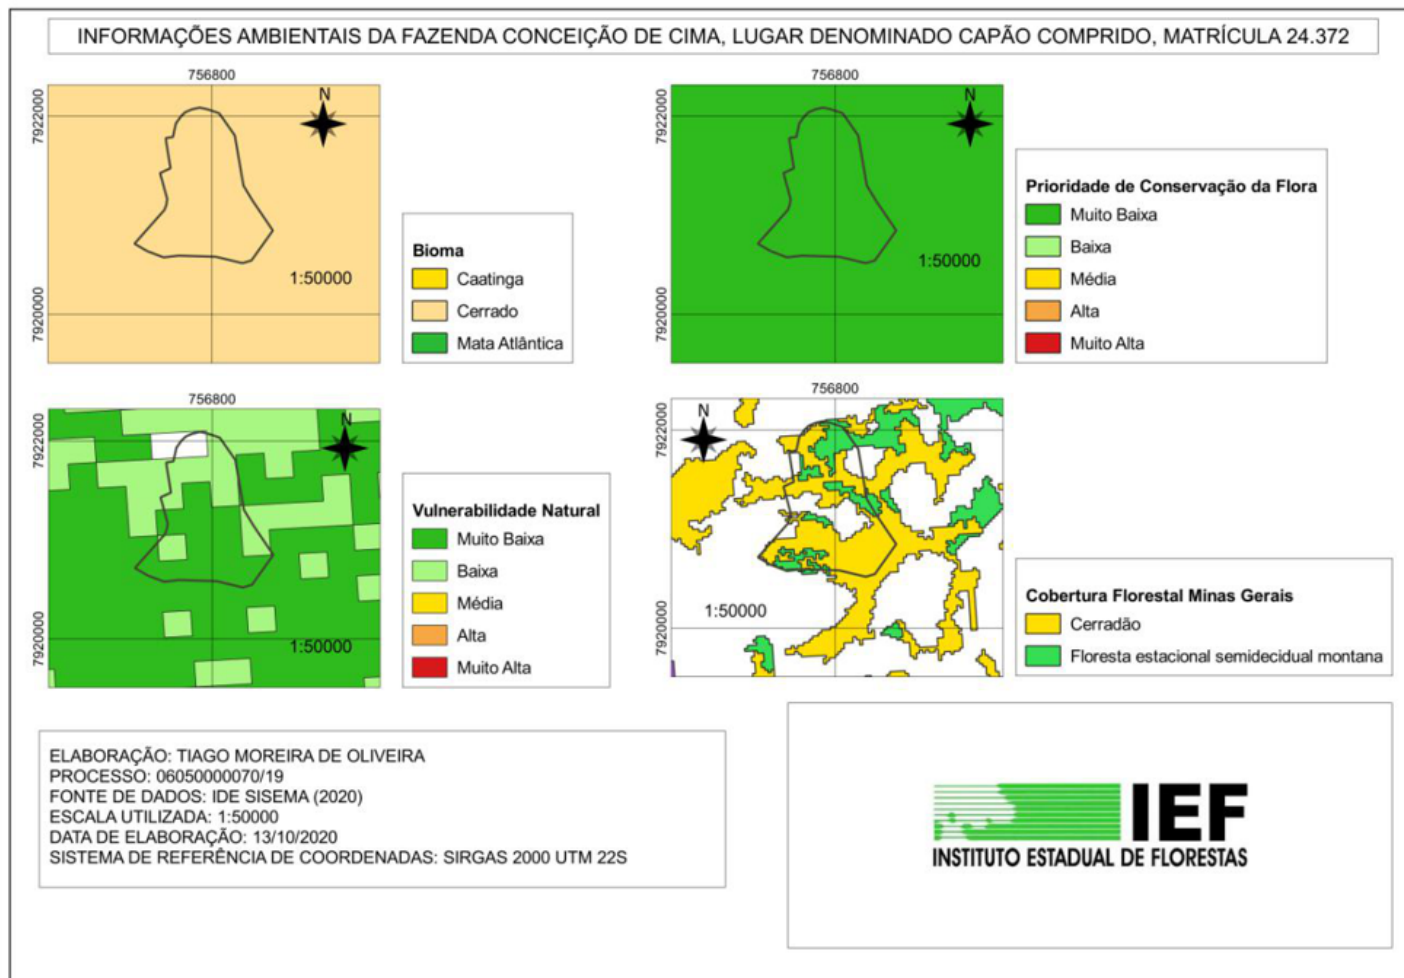 INFORMAÇÕES AMBIENTAIS DA FAZENDA CONCEIÇÃO DE CIMA, LUGAR DENOMINADO CAPÃO COMPRIDO, MATRÍCULA 24.372
756800
7922000
7920000
N
1:50000
Bioma
Caatinga
Cerrado
Mata Atlântica
756800
7922000
7920000
N
1:50000
Prioridade de Conservação da Flora
Muito Baixa
Baixa
Média
Alta
Muito Alta
756800
7922000
7920000
N
1:50000
Vulnerabilidade Natural
Muito Baixa
Baixa
Média
Alta
Muito Alta
756800
7922000
7920000
N
1:50000
Cobertura Florestal Minas Gerais
Cerradão
Floresta estacional semidecidual montana
ELABORAÇÃO: TIAGO MOREIRA DE OLIVEIRA
PROCESSO: 06050000070/19
FONTE DE DADOS: IDE SISEMA (2020)
ESCALA UTILIZADA: 1:50000
DATA DE ELABORAÇÃO: 13/10/2020
SISTEMA DE REFERÊNCIA DE COORDENADAS: SIRGAS 2000 UTM 22S
IEF
INSTITUTO ESTADUAL DE FLORESTAS